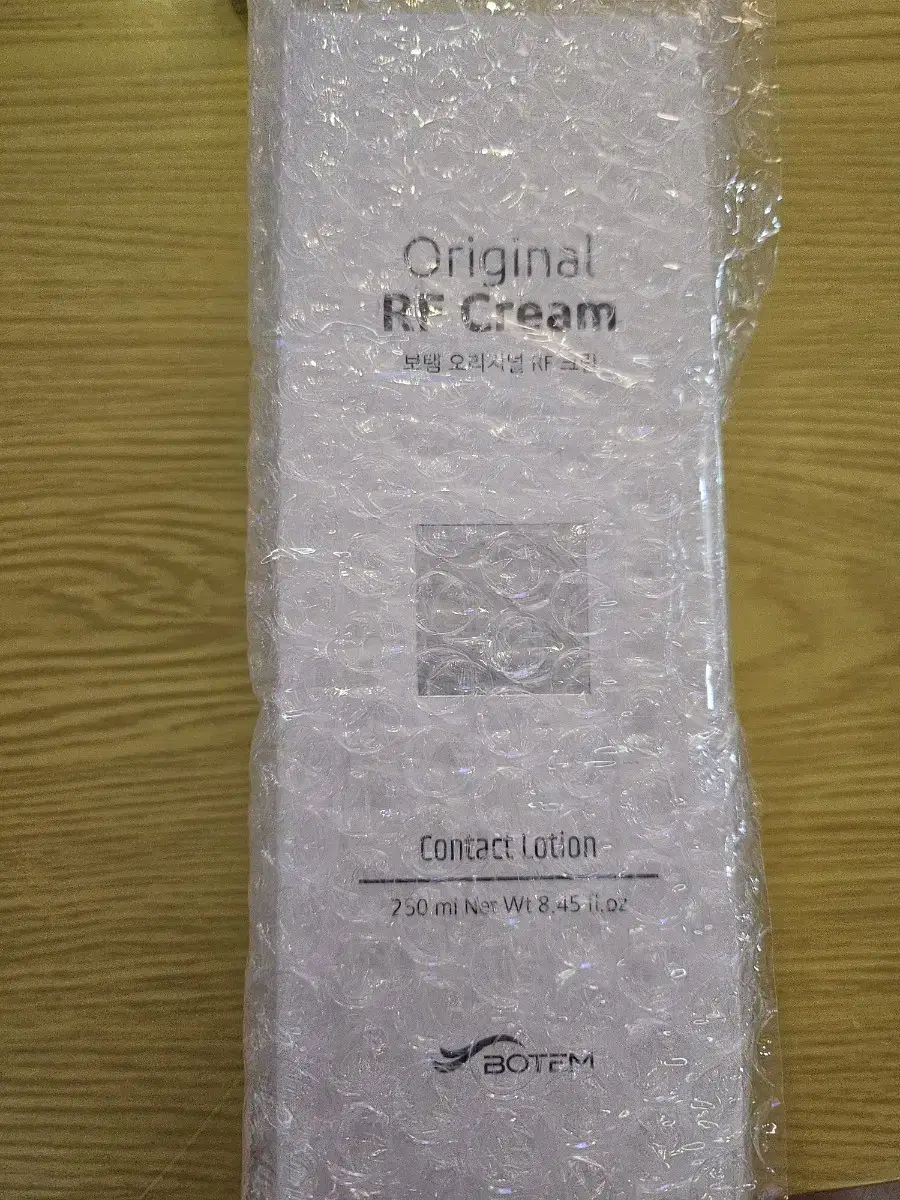 Original
RF Cream
보탬 오리지널 RF 크림
Contact Lotion
250 ml Net Wt 8.45 fl.oz
BOTEM